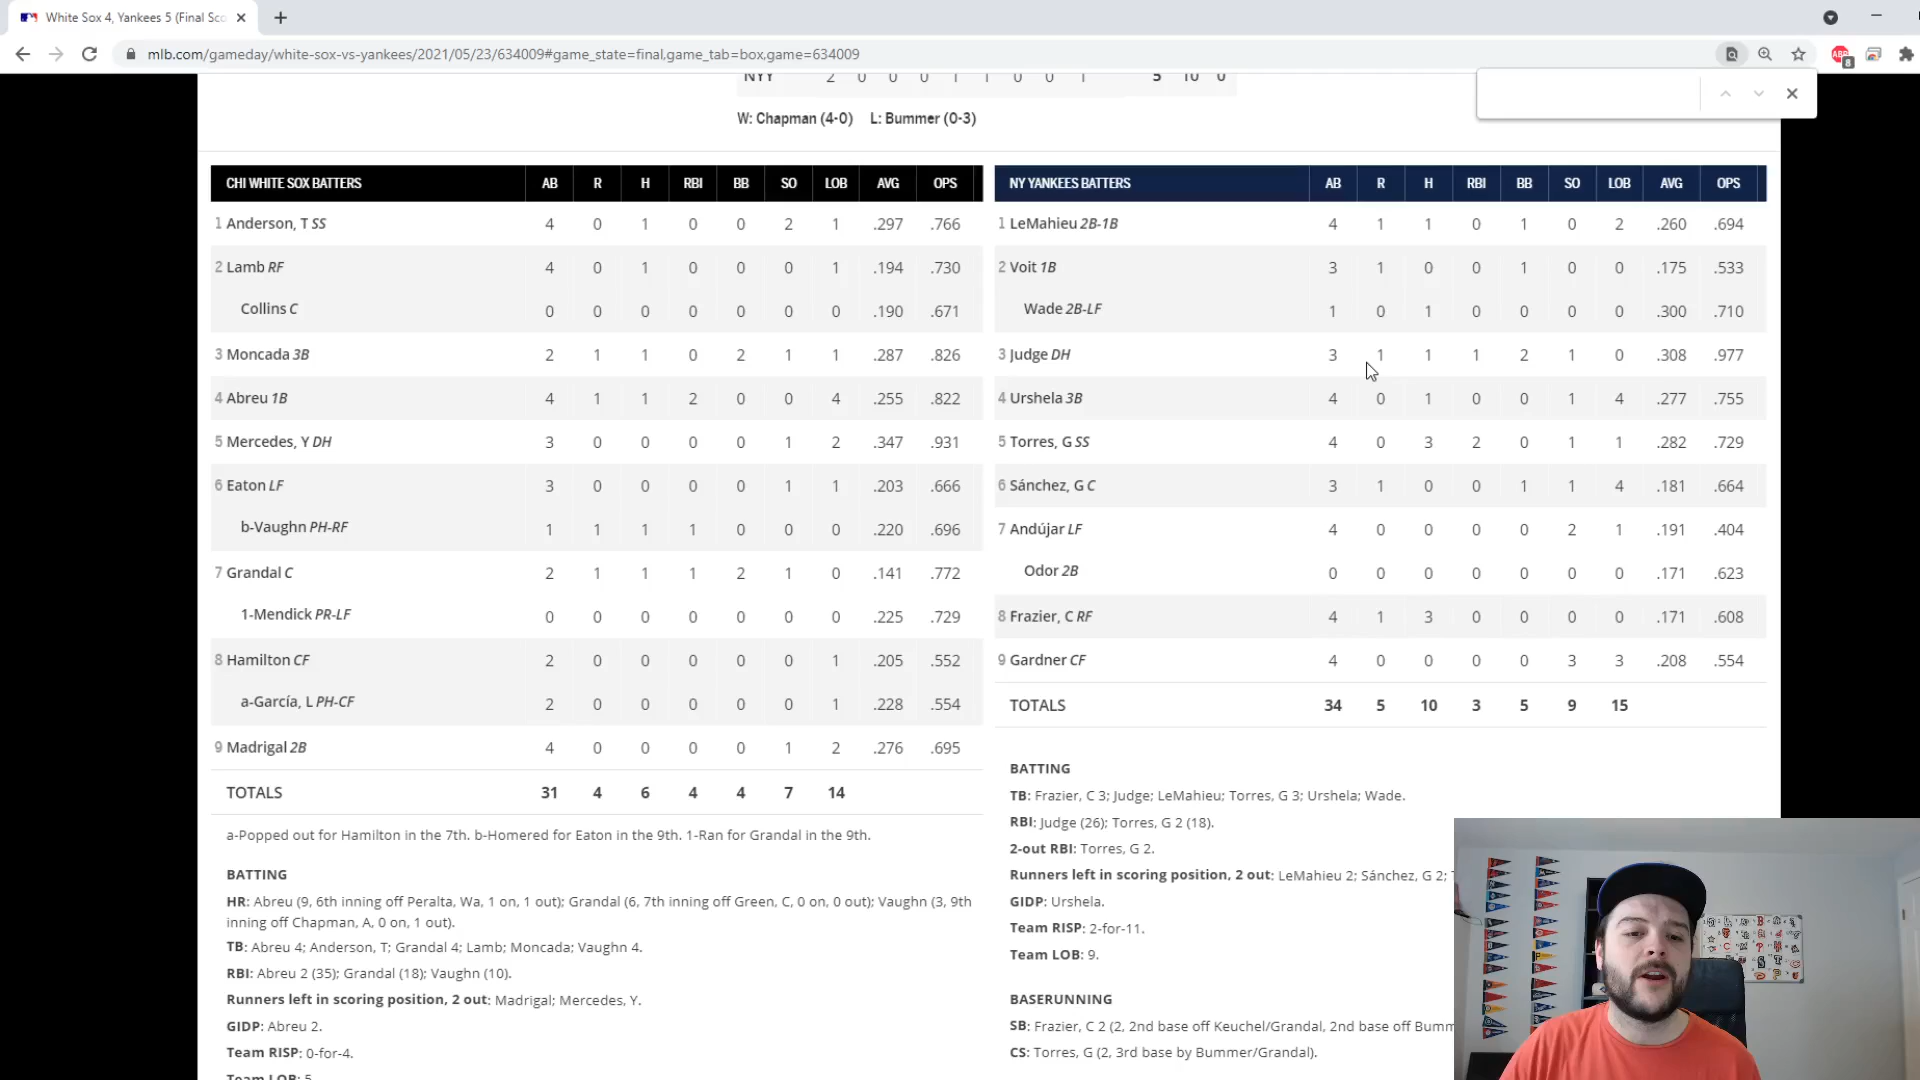 White Sox 4, Yankees 5 (Final Sco
mlb.com/gameday/white-sox-vs-yankees/2021/05/23/634009#game_state=final,game_tab=box,game=634009
ABP
8
NYY 2 0 0 0 1 1 0 0 1 5 10 0
W: Chapman (4-0) L: Bummer (0-3)
CHI WHITE SOX BATTERS AB R H RBI BB SO LOB AVG OPS
1 Anderson, T SS 4 0 1 0 0 2 1 .297 .766
2 Lamb RF 4 0 1 0 0 0 1 .194 .730
Collins C 0 0 0 0 0 0 0 .190 .671
3 Moncada 3B 2 1 1 0 2 1 1 .287 .826
4 Abreu 1B 4 1 1 2 0 0 4 .255 .822
5 Mercedes, Y DH 3 0 0 0 0 1 2 .347 .931
6 Eaton LF 3 0 0 0 0 1 1 .203 .666
b-Vaughn PH-RF 1 1 1 1 0 0 0 .220 .696
7 Grandal C 2 1 1 1 2 1 0 .141 .772
1-Mendick PR-LF 0 0 0 0 0 0 0 .225 .729
8 Hamilton CF 2 0 0 0 0 0 1 .205 .552
a-García, L PH-CF 2 0 0 0 0 0 1 .228 .554
9 Madrigal 2B 4 0 0 0 0 1 2 .276 .695
TOTALS 31 4 6 4 4 7 14
a-Popped out for Hamilton in the 7th. b-Homered for Eaton in the 9th. 1-Ran for Grandal in the 9th.
BATTING
HR: Abreu (9, 6th inning off Peralta, Wa, 1 on, 1 out); Grandal (6, 7th inning off Green, C, 0 on, 0 out); Vaughn (3, 9th
inning off Chapman, A, 0 on, 1 out).
TB: Abreu 4; Anderson, T; Grandal 4; Lamb; Moncada; Vaughn 4.
RBI: Abreu 2 (35); Grandal (18); Vaughn (10).
Runners left in scoring position, 2 out: Madrigal; Mercedes, Y.
GIDP: Abreu 2.
Team RISP: 0-for-4.
Team LOB: 5.
NY YANKEES BATTERS AB R H RBI BB SO LOB AVG OPS
1 LeMahieu 2B-1B 4 1 1 0 1 0 2 .260 .694
2 Voit 1B 3 1 0 0 1 0 0 .175 .533
Wade 2B-LF 1 0 1 0 0 0 0 .300 .710
3 Judge DH 3 1 1 1 2 1 0 .308 .977
4 Urshela 3B 4 0 1 0 0 1 4 .277 .755
5 Torres, G SS 4 0 3 2 0 1 1 .282 .729
6 Sánchez, G C 3 1 0 0 1 1 4 .181 .664
7 Andújar LF 4 0 0 0 0 2 1 .191 .404
Odor 2B 0 0 0 0 0 0 0 .171 .623
8 Frazier, C RF 4 1 3 0 0 0 0 .171 .608
9 Gardner CF 4 0 0 0 0 3 3 .208 .554
TOTALS 34 5 10 3 5 9 15
BATTING
TB: Frazier, C 3; Judge; LeMahieu; Torres, G 3; Urshela; Wade.
RBI: Judge (26); Torres, G 2 (18).
2-out RBI: Torres, G 2.
Runners left in scoring position, 2 out: LeMahieu 2; Sánchez, G 2;
GIDP: Urshela.
Team RISP: 2-for-11.
Team LOB: 9.
BASERUNNING
SB: Frazier, C 2 (2, 2nd base off Keuchel/Grandal, 2nd base off Bumm
CS: Torres, G (2, 3rd base by Bummer/Grandal).